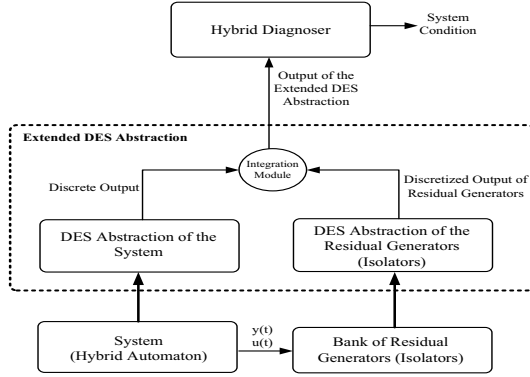 Hybrid Diagnoser
System
Condition
Output of the
Extended DES
Abstraction
Extended DES Abstraction
Integration
Module
Discrete Output
Discretized Output of
Residual Generators
DES Abstraction of the
System
DES Abstraction of the
Residual Generators
(Isolators)
System
(Hybrid Automaton)
y(t)
u(t)
Bank of Residual
Generators (Isolators)